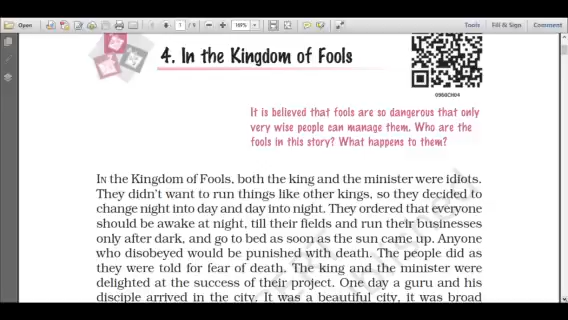 Open
7
/ 9
189%
Tools
Fill & Sign
Comment
4. In the Kingdom of Fools
0966CH04
It is believed that fools are so dangerous that only
very wise people can manage them. Who are the
fools in this story? What happens to them?
IN the Kingdom of Fools, both the king and the minister were idiots.
They didn't want to run things like other kings, so they decided to
change night into day and day into night. They ordered that everyone
should be awake at night, till their fields and run their businesses
only after dark, and go to bed as soon as the sun came up. Anyone
who disobeyed would be punished with death. The people did as
they were told for fear of death. The king and the minister were
delighted at the success of their project. One day a guru and his
disciple arrived in the city. It was a beautiful city, it was broad